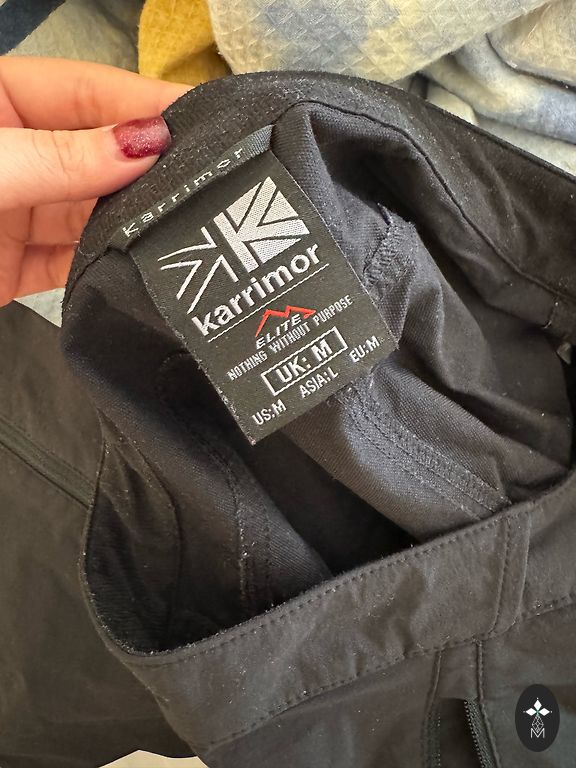 karrimor
karrimor
ELITE
NOTHING WITHOUT PURPOSE
UK: M
US:M ASIA:L EU:M